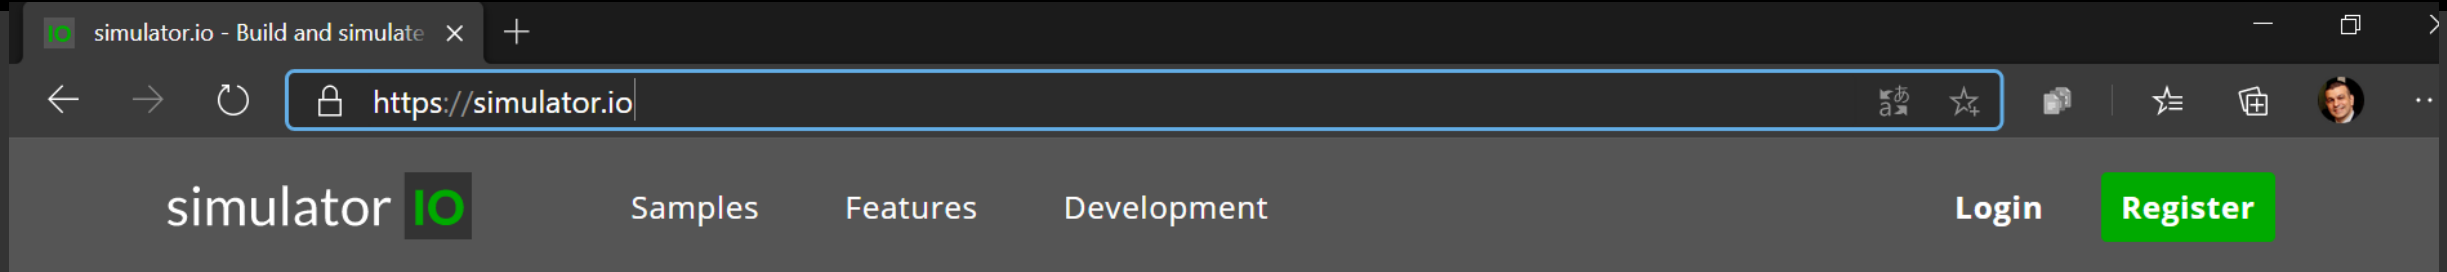 IO simulator.io - Build and simulate
https://simulator.io
simulator IO Samples Features Development Login Register